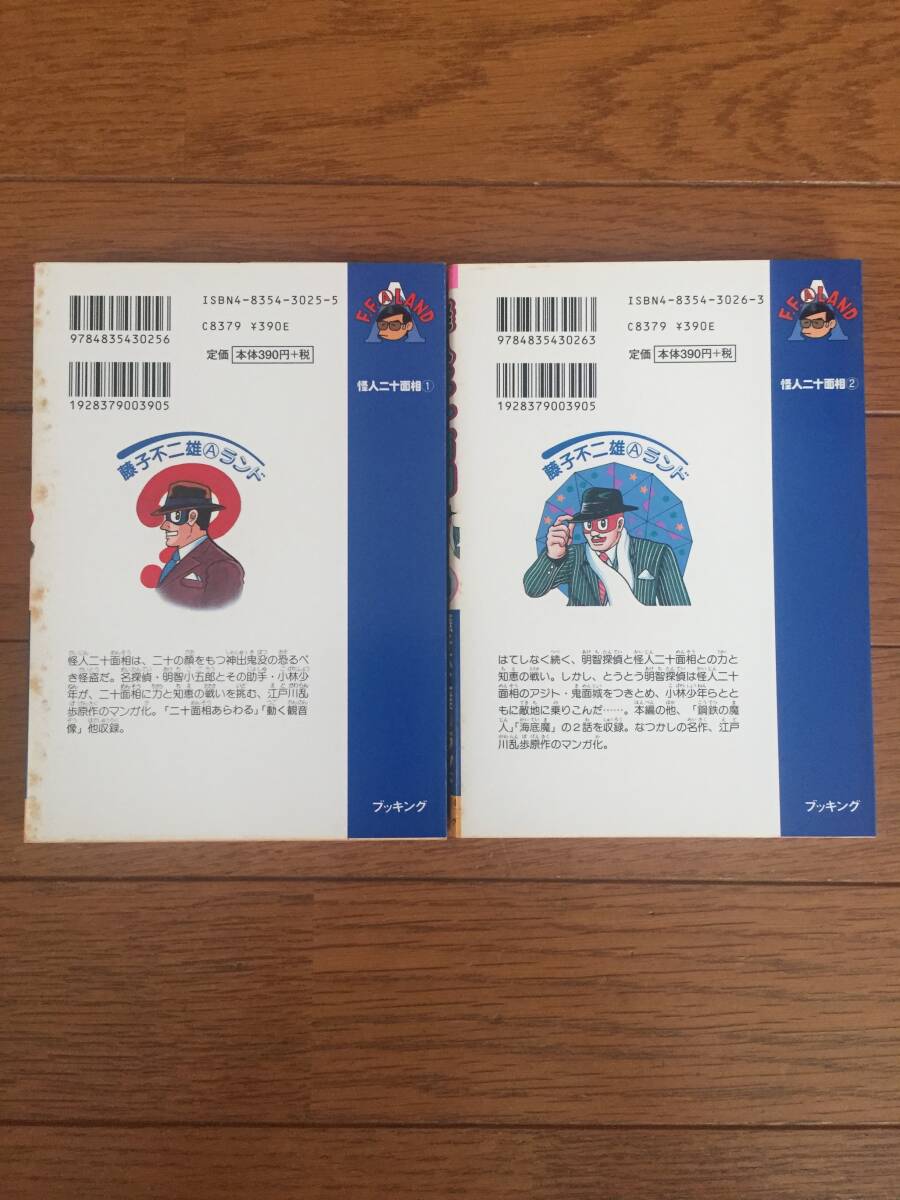 ISBN4-8354-3025-5
9784835430256
C8379 ¥390E
定価 本体390円+税
1928379003905
F.F.Ⓐ LAND
怪人二十面相①
藤子不二雄Ⓐランド
怪人二十面相は、二十の顔をもつ神出鬼没の恐るべ
き怪盗だ。名探偵・明智小五郎とその助手・小林少
年が、二十面相に力と知恵の戦いを挑む、江戸川乱
歩原作のマンガ化。「二十面相あらわる」「動く観音
像」他収録。
ブッキング
ISBN4-8354-3026-3
9784835430263
C8379 ¥390E
定価 本体390円+税
1928379003905
F.F.Ⓐ LAND
怪人二十面相②
藤子不二雄Ⓐランド
はてしなく続く、明智探偵と怪人二十面相との力と
知恵の戦い。しかし、とうとう明智探偵は怪人二十
面相のアジト・鬼面城をつきとめ、小林少年らとと
もに敵地に乗りこんだ……。本編の他、「鋼鉄の魔
人」「海底魔」の2話を収録。なつかしの名作、江戸
川乱歩原作のマンガ化。
ブッキング